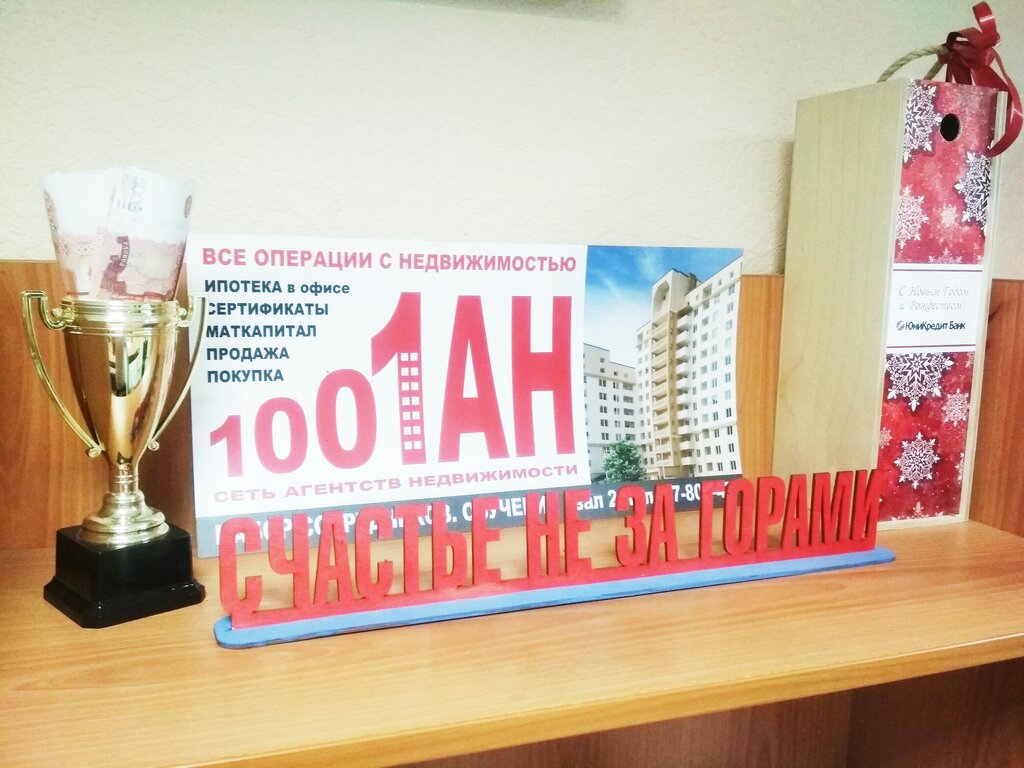 ВСЕ ОПЕРАЦИИ С НЕДВИЖИМОСТЬЮ
ИПОТЕКА в офисе
СЕРТИФИКАТЫ
МАТКАПИТАЛ
ПРОДАЖА
ПОКУПКА
1001АН
СЕТЬ АГЕНТСТВ НЕДВИЖИМОСТИ
СЧАСТЬЕ НЕ ЗА ГОРАМИ
С Новым Годом
и Рождеством!
ЮниКредит Банк